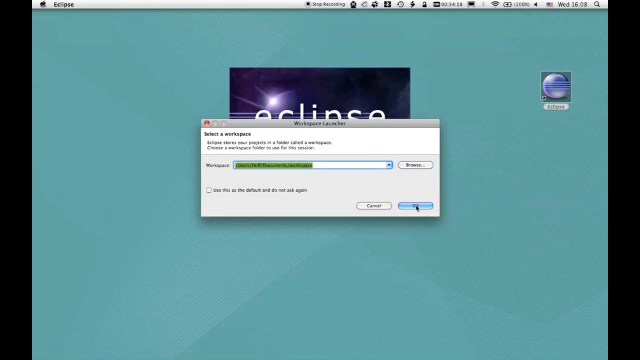 Eclipse
Stop Recording
00:34:18
(100%)
Wed 16.08
eclipse
Eclipse
Workspace Launcher
Select a workspace
Eclipse stores your projects in a folder called a workspace.
Choose a workspace folder to use for this session.
Workspace:
Browse...
Use this as the default and do not ask again
Cancel